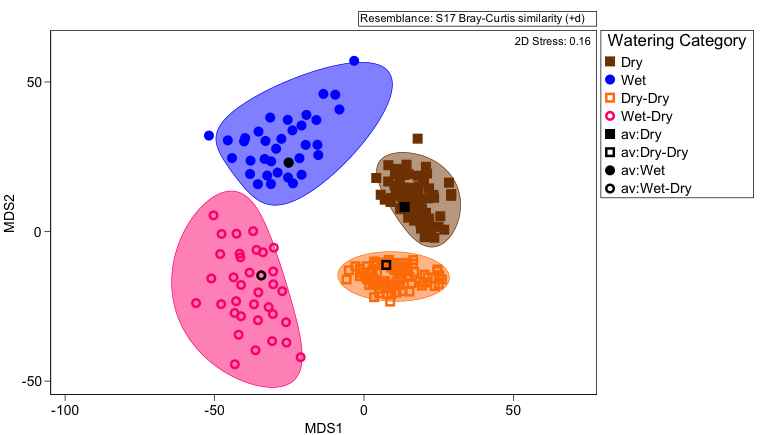 Resemblance: S17 Bray-Curtis similarity (+d)
2D Stress: 0.16
Watering Category
Dry
Wet
Dry-Dry
Wet-Dry
av:Dry
av:Dry-Dry
av:Wet
av:Wet-Dry
50
0
-50
MDS2
-100
-50
0
50
MDS1